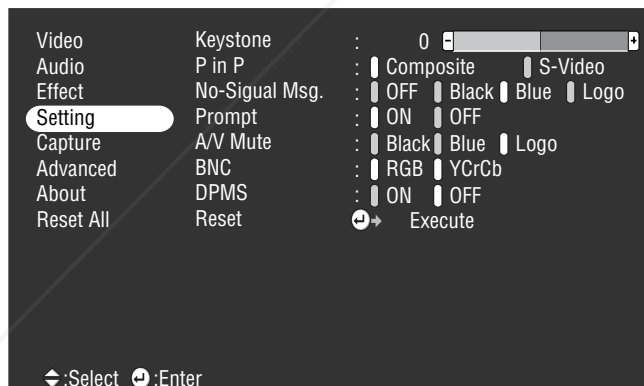 Video Keystone : 0 - +
Audio P in P : Composite S-Video
Effect No-Sigual Msg. : OFF Black Blue Logo
Setting Prompt : ON OFF
Capture A/V Mute : Black Blue Logo
Advanced BNC : RGB YCrCb
About DPMS : ON OFF
Reset All Reset Execute
:Select :Enter